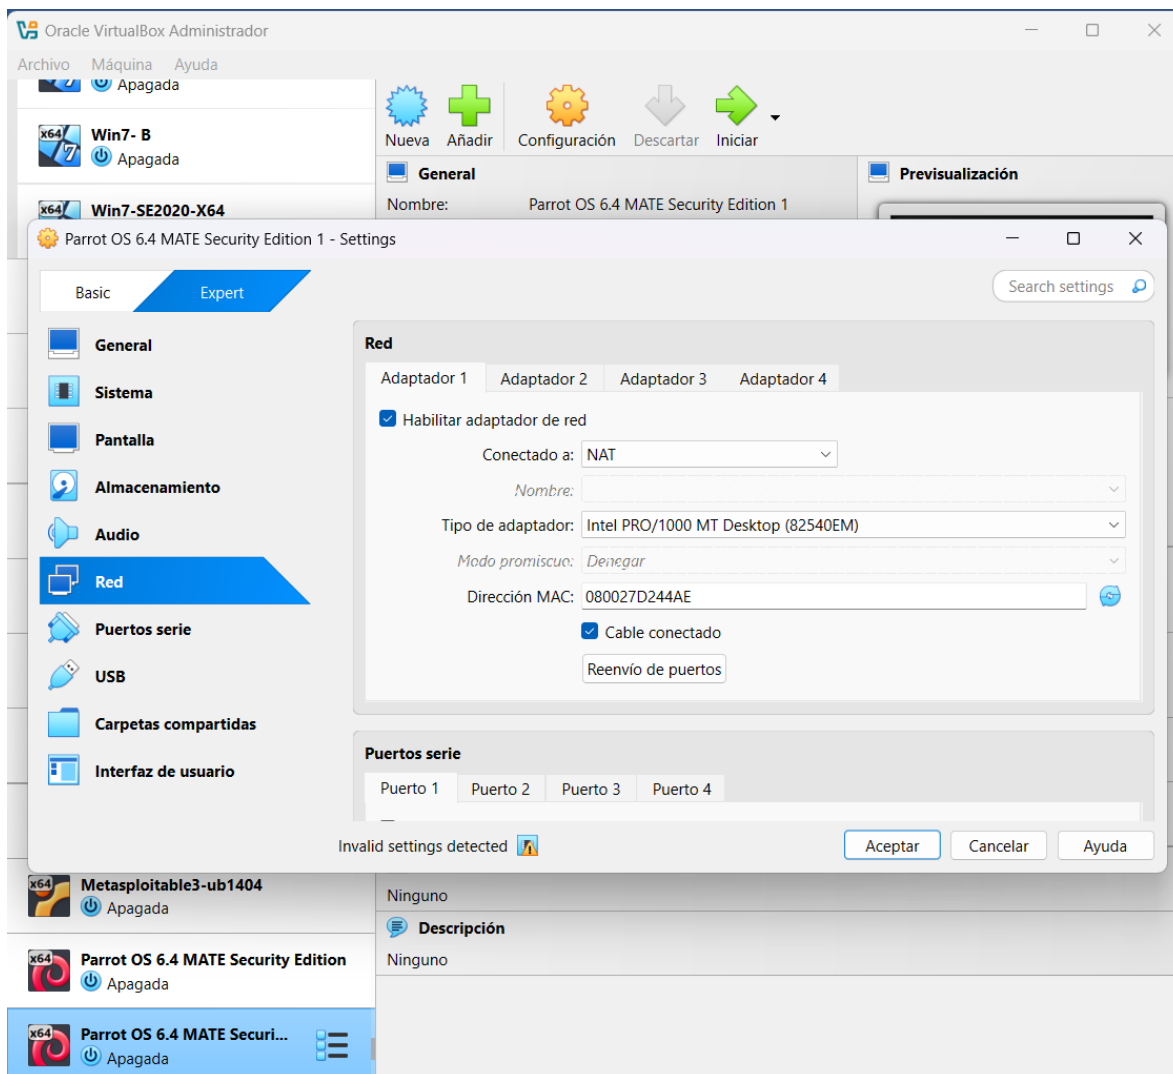 Oracle VirtualBox Administrador
Archivo Máquina Ayuda
Apagada
x64 Win7- B
Apagada
x64 Win7-SE2020-X64
Nueva Añadir Configuración Descartar Iniciar
General
Previsualización
Nombre: Parrot OS 6.4 MATE Security Edition 1
Parrot OS 6.4 MATE Security Edition 1 - Settings
Basic Expert
Search settings
General
Sistema
Pantalla
Almacenamiento
Audio
Red
Puertos serie
USB
Carpetas compartidas
Interfaz de usuario
Red
Adaptador 1 Adaptador 2 Adaptador 3 Adaptador 4
Habilitar adaptador de red
Conectado a: NAT
Nombre:
Tipo de adaptador: Intel PRO/1000 MT Desktop (82540EM)
Modo promiscuo: Denegar
Dirección MAC: 080027D244AE
Cable conectado
Reenvío de puertos
Puertos serie
Puerto 1 Puerto 2 Puerto 3 Puerto 4
Invalid settings detected
Aceptar Cancelar Ayuda
x64 Metasploitable3-ub1404
Apagada
x64 Parrot OS 6.4 MATE Security Edition
Apagada
x64 Parrot OS 6.4 MATE Securi...
Apagada
Ninguno
Descripción
Ninguno